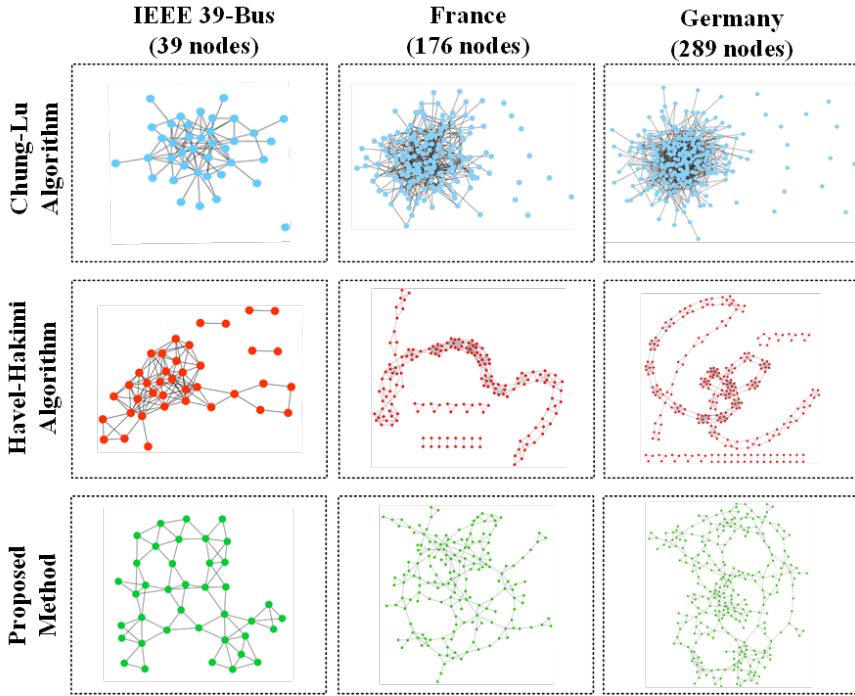 IEEE 39-Bus
(39 nodes)
France
(176 nodes)
Germany
(289 nodes)
Chung-Lu
Algorithm
Havel-Hakimi
Algorithm
Proposed
Method